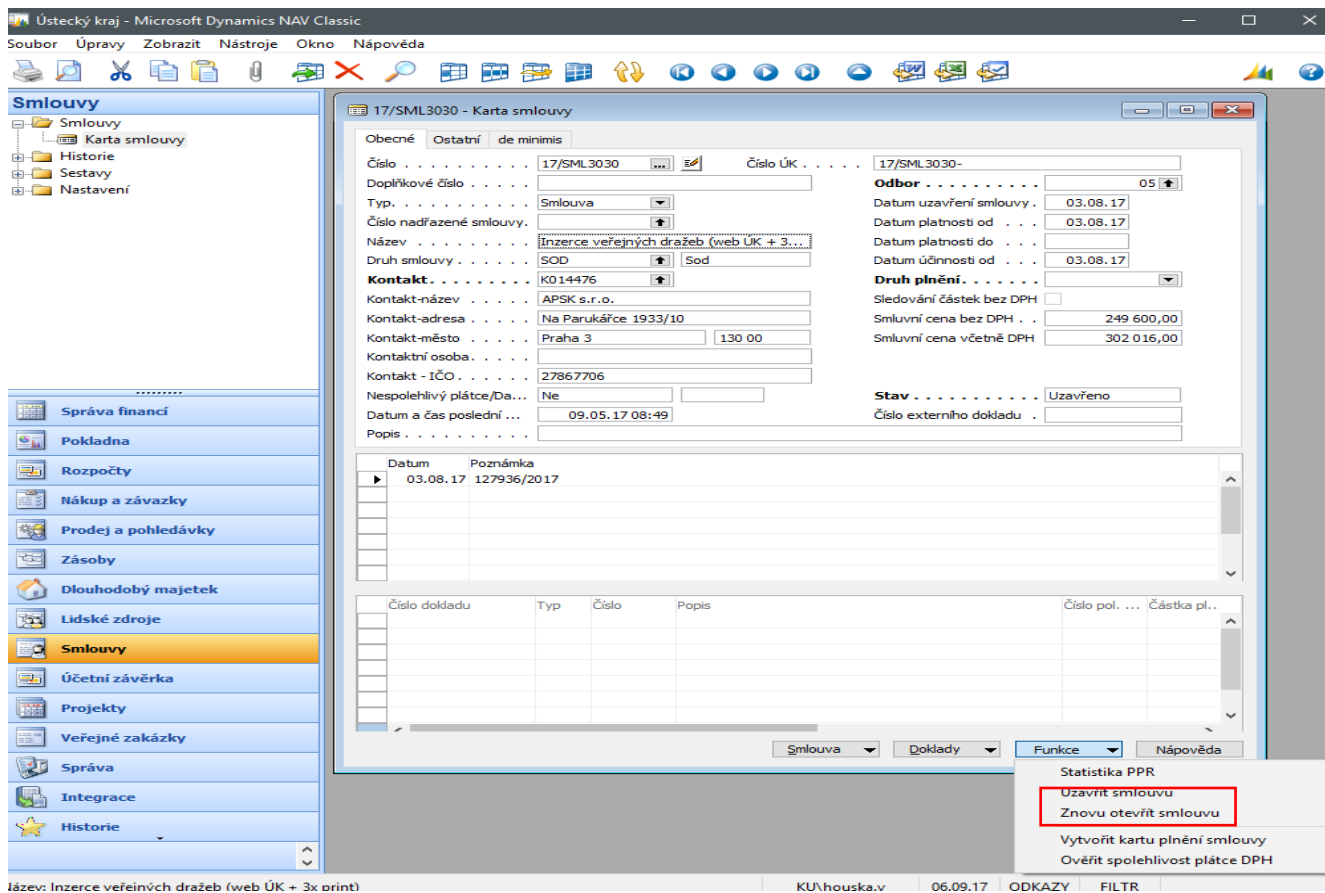 Ústecký kraj - Microsoft Dynamics NAV Classic
Soubor Úpravy Zobrazit Nástroje Okno Nápověda
Smlouvy
Smlouvy
Karta smlouvy
Historie
Sestavy
Nastavení
Správa financí
Pokladna
Rozpočty
Nákup a závazky
Prodej a pohledávky
Zásoby
Dlouhodobý majetek
Lidské zdroje
Smlouvy
Účetní závěrka
Projekty
Veřejné zakázky
Správa
Integrace
Historie
17/SML3030 - Karta smlouvy
Obecné Ostatní de minimis
Číslo . . . . . . . . . . . 17/SML3030 ... Číslo ÚK . . . . . 17/SML3030-
Doplňkové číslo . . . . . Odbor . . . . . . . . . . 05
Typ. . . . . . . . . . . . Smlouva Datum uzavření smlouvy . 03.08.17
Číslo nadřazené smlouvy. Datum platnosti od . . . 03.08.17
Název . . . . . . . . . Inzerce veřejných dražeb (web ÚK + 3... Datum platnosti do . . .
Druh smlouvy . . . . . . SOD Sod Datum účinnosti od . . . 03.08.17
Kontakt. . . . . . . . . K014476 Druh plnění. . . . . . .
Kontakt-název . . . . . APSK s.r.o. Sledování částek bez DPH
Kontakt-adresa . . . . . Na Parukářce 1933/10 Smluvní cena bez DPH . . 249 600,00
Kontakt-město . . . . . Praha 3 130 00 Smluvní cena včetně DPH 302 016,00
Kontaktní osoba. . . . .
Kontakt - IČO . . . . . . 27867706
Nespolehlivý plátce/Da... Ne Stav . . . . . . . . . . . Uzavřeno
Datum a čas poslední ... 09.05.17 08:49 Číslo externího dokladu .
Popis . . . . . . . . . .
Datum Poznámka
03.08.17 127936/2017
Číslo dokladu Typ Číslo Popis Číslo pol. ... Částka pl...
Smlouva Doklady Funkce Nápověda
Statistika PPR
Uzavřít smlouvu
Znovu otevřít smlouvu
Vytvořit kartu plnění smlouvy
Ověřit spolehlivost plátce DPH
Název: Inzerce veřejných dražeb (web ÚK + 3x print) KU\houska.v 06.09.17 ODKAZY FILTR